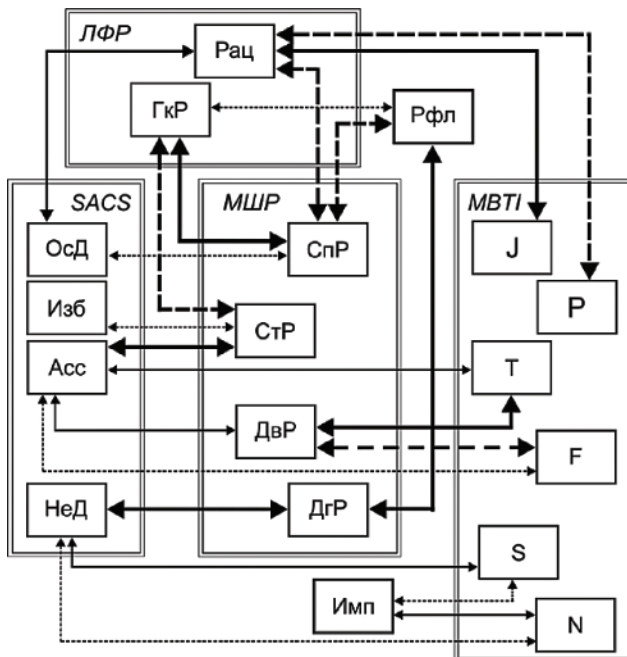 ЛФР
Рац
ГкР
Рфл
SACS
МШР
MBTI
ОсД
СпР
J
Изб
СтР
P
Асс
T
ДвР
F
НеД
ДгР
S
Имп
N